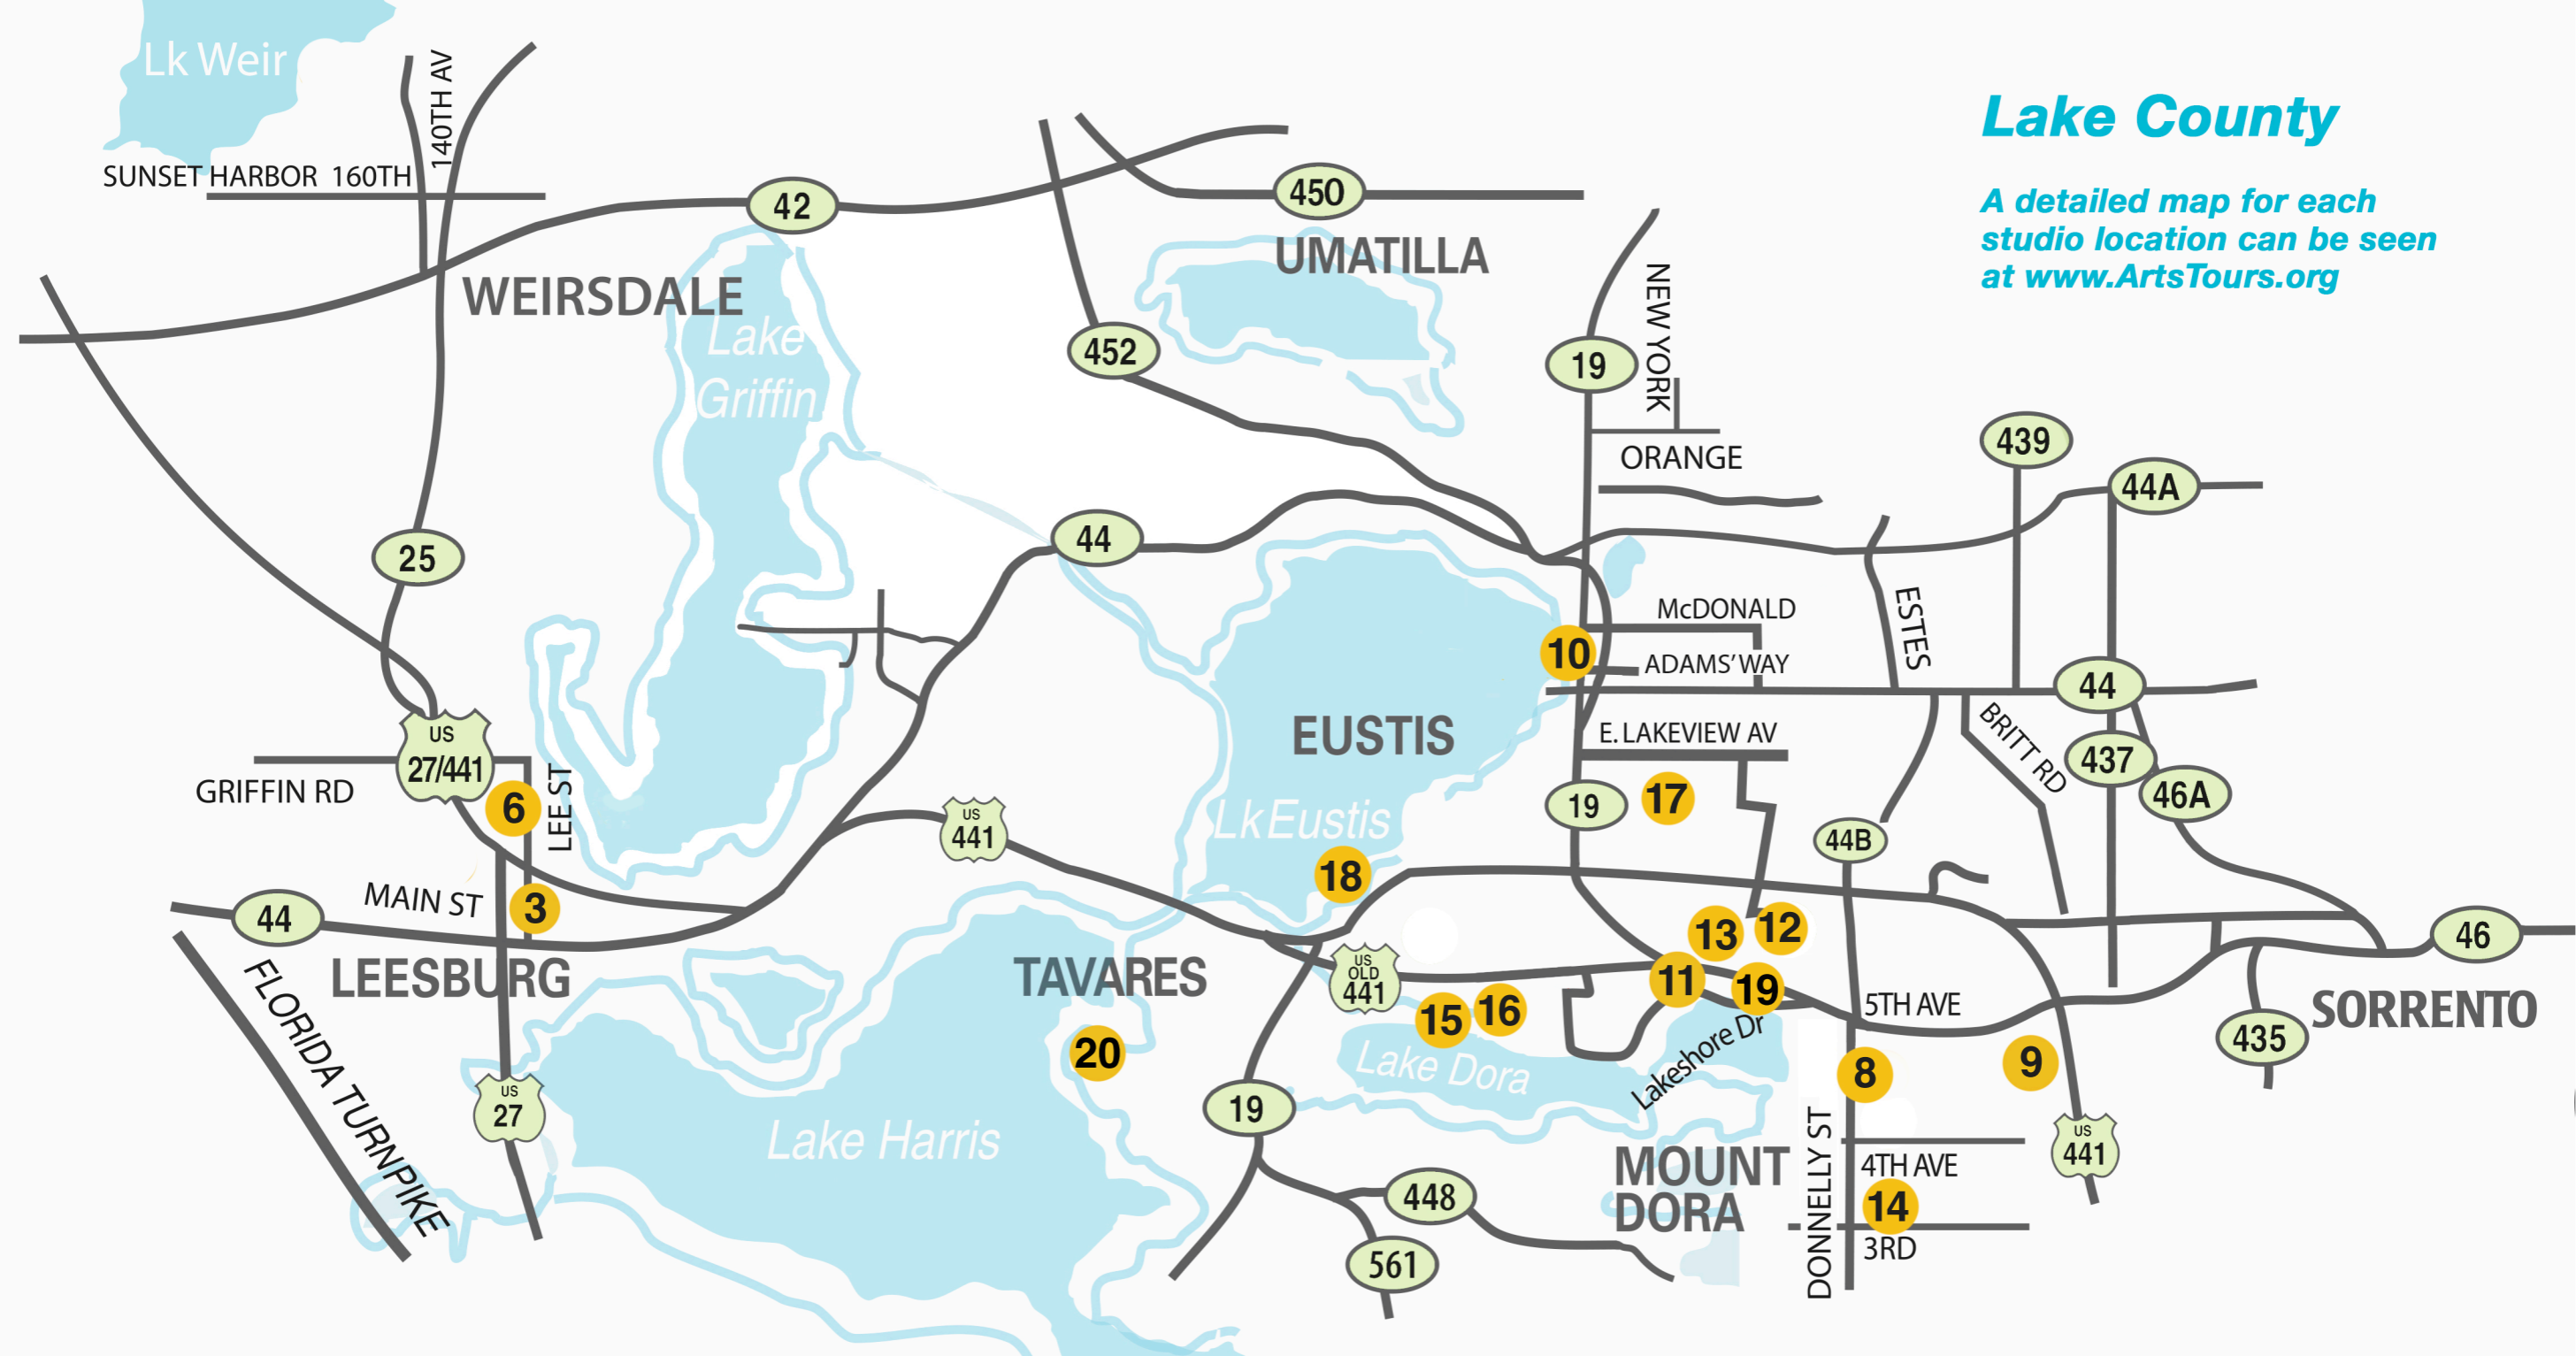 Lk Weir
140TH AV
SUNSET HARBOR 160TH
Lake County
A detailed map for each
studio location can be seen
at www.ArtsTours.org
42
450
UMATILLA
WEIRSDALE
Lake
Griffin
452
19
NEW YORK
ORANGE
439
44A
25
44
ESTES
McDONALD
10
ADAMS' WAY
44
US
27/441
GRIFFIN RD
6
LEE ST
EUSTIS
E. LAKEVIEW AV
BRITT RD
437
46A
19
17
Lk Eustis
US
441
44B
18
MAIN ST
3
44
LEESBURG
FLORIDA TURNPIKE
TAVARES
20
US
OLD
441
13
12
11
19
15
16
5TH AVE
46
SORRENTO
435
Lake Dora
Lakeshore Dr
8
9
US
27
Lake Harris
19
448
561
MOUNT
DORA
DONNELLY ST
4TH AVE
14
3RD
US
441